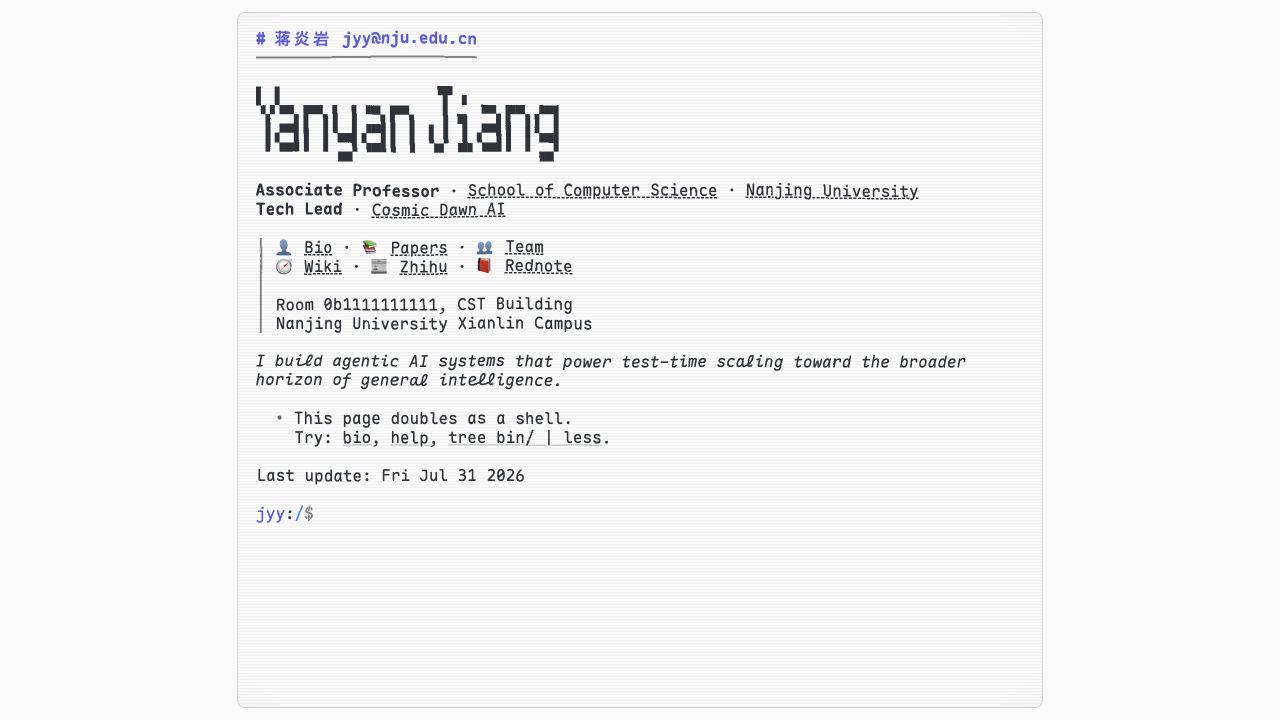 # 蒋炎岩 jyy@nju.edu.cn
Yanyan Jiang
Associate Professor · School of Computer Science · Nanjing University
Tech Lead · Cosmic Dawn AI
👤 Bio · 📚 Papers · 👥 Team
🧭 Wiki · 📰 Zhihu · 📕 Rednote
Room 0b1111111111, CST Building
Nanjing University Xianlin Campus
I build agentic AI systems that power test-time scaling toward the broader
horizon of general intelligence.
• This page doubles as a shell.
Try: bio, help, tree bin/ | less.
Last update: Fri Jul 31 2026
jyy:/$